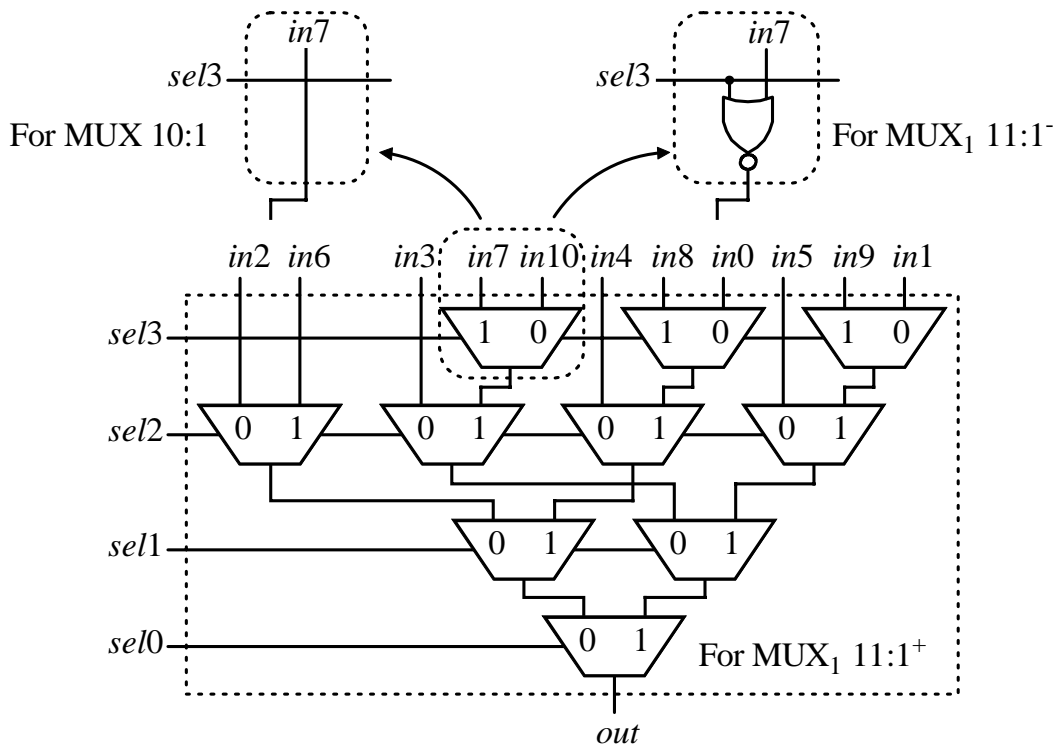 in7
in7
sel3
sel3
For MUX 10:1
For MUX₁ 11:1⁻
in2 in6 in3 in7 in10 in4 in8 in0 in5 in9 in1
sel3
1 0 1 0 1 0
sel2
0 1 0 1 0 1 0 1
sel1
0 1 0 1
sel0
0 1
For MUX₁ 11:1⁺
out